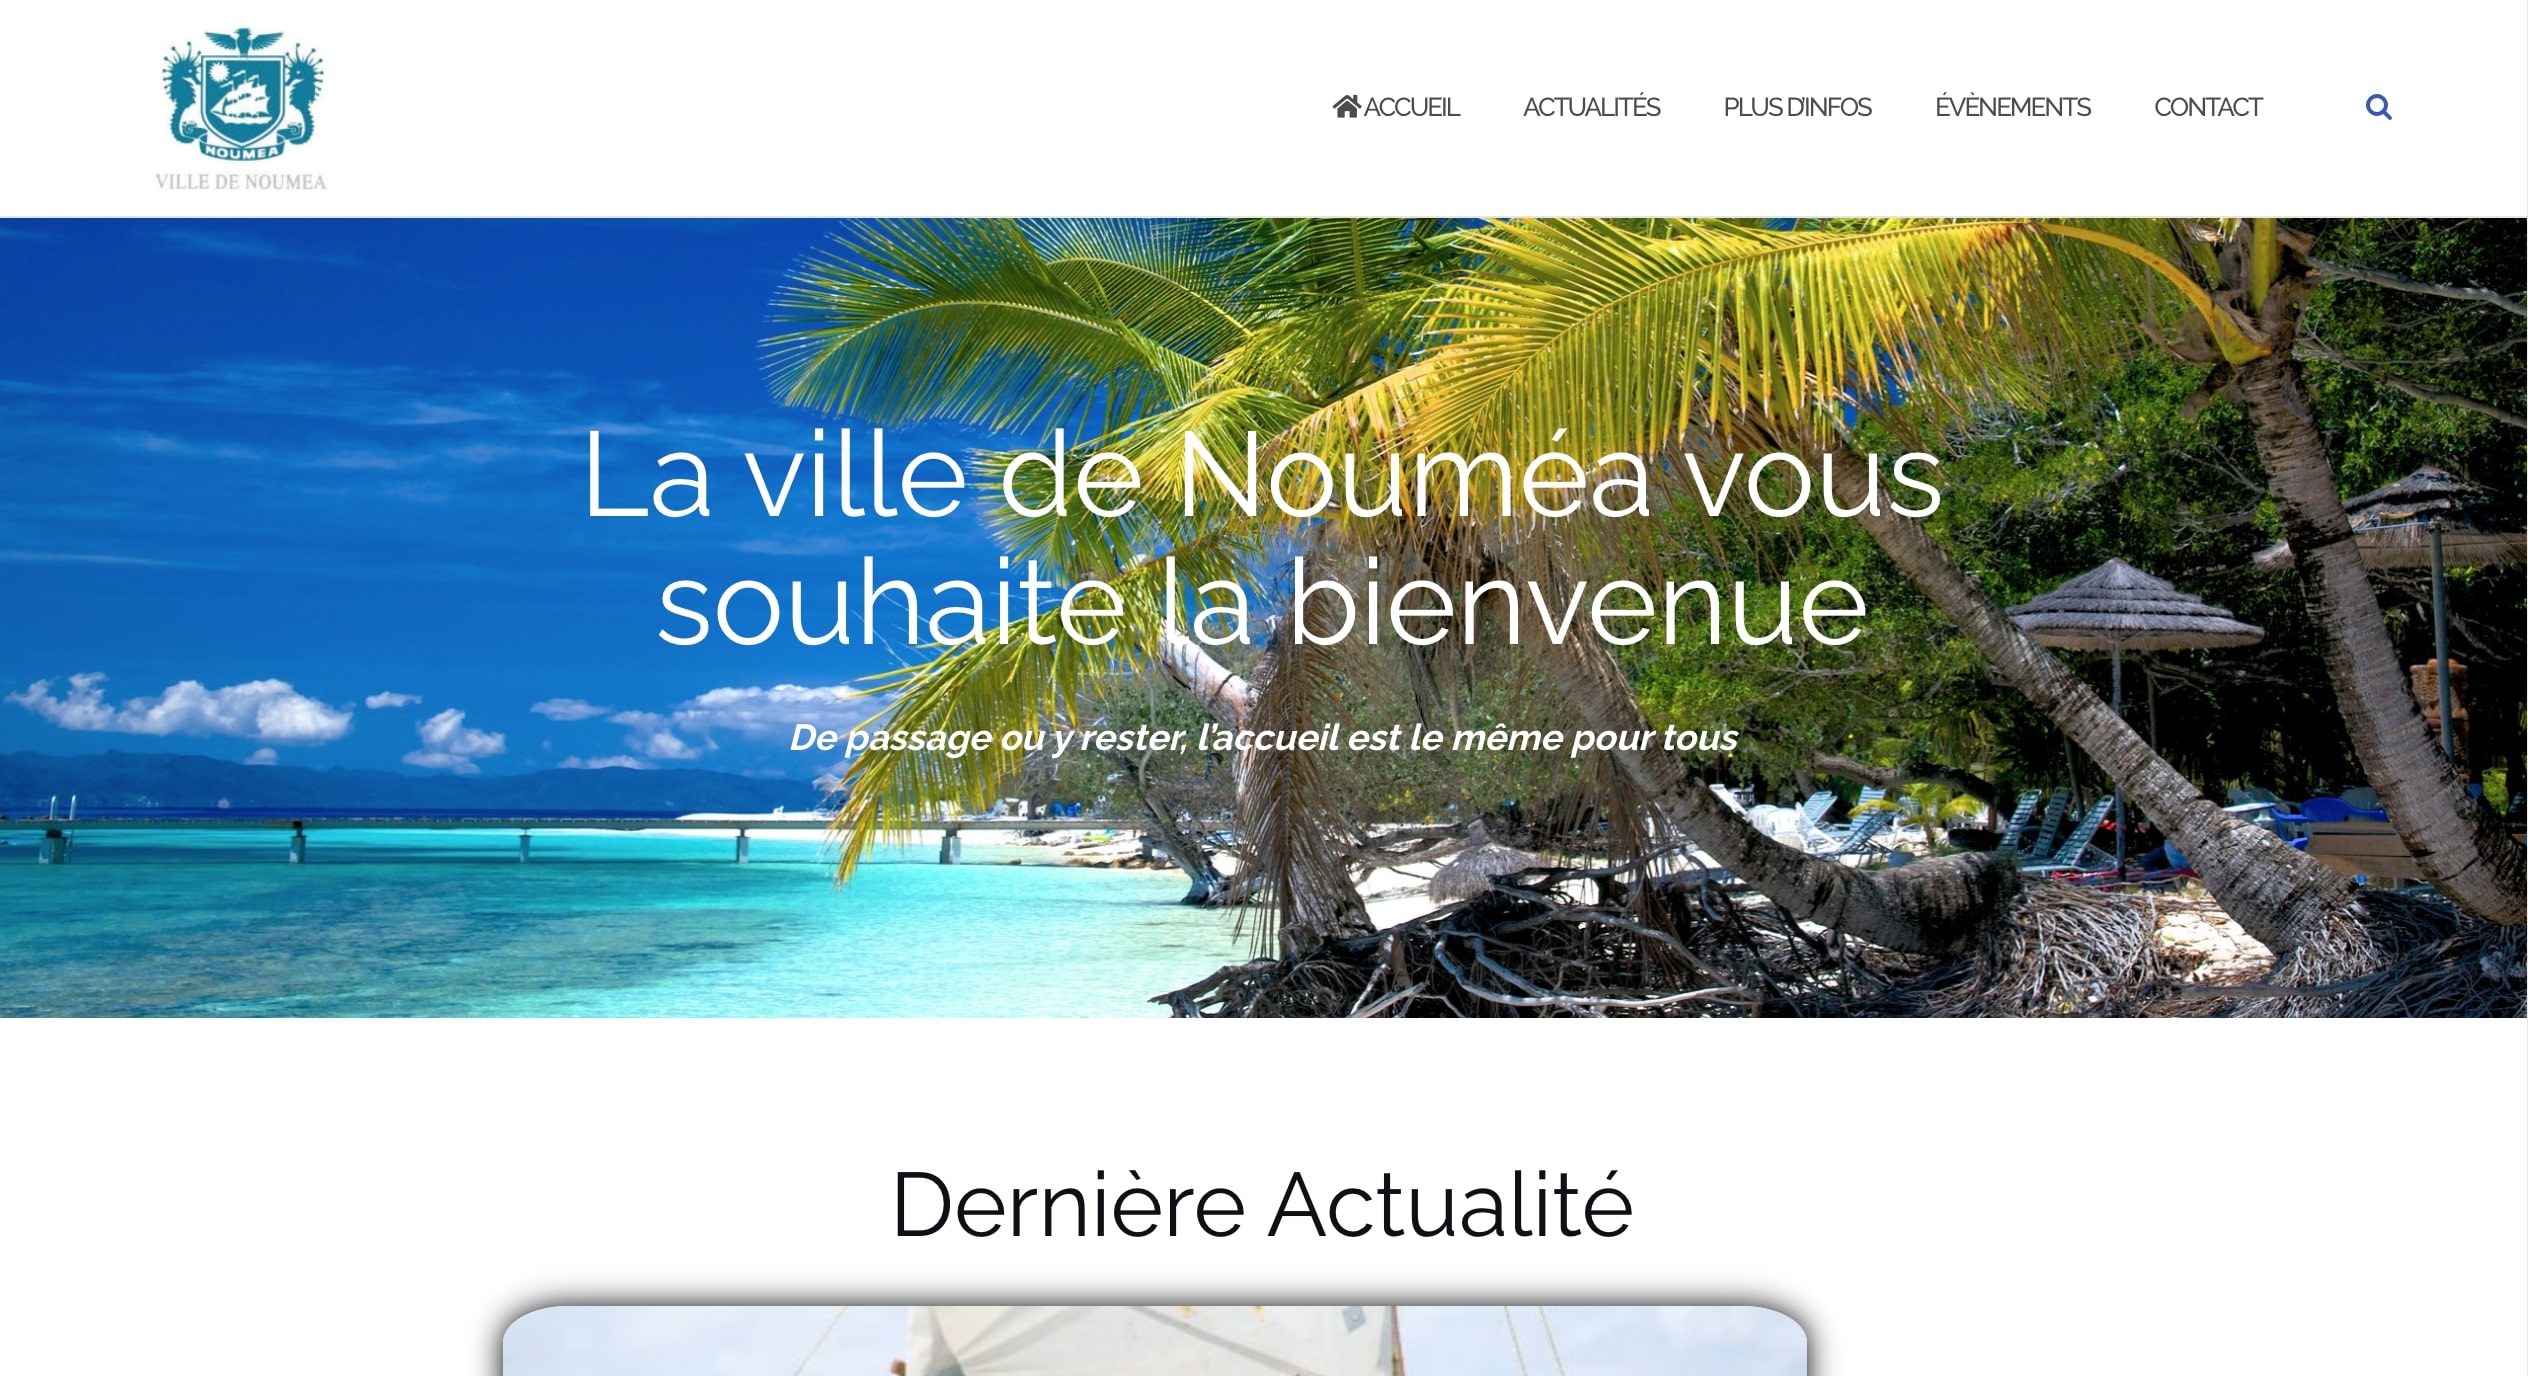 NOUMEA
VILLE DE NOUMEA
ACCUEIL
ACTUALITÉS
PLUS D'INFOS
ÉVÈNEMENTS
CONTACT
La ville de Nouméa vous
souhaite la bienvenue
De passage ou y rester, l'accueil est le même pour tous
Dernière Actualité